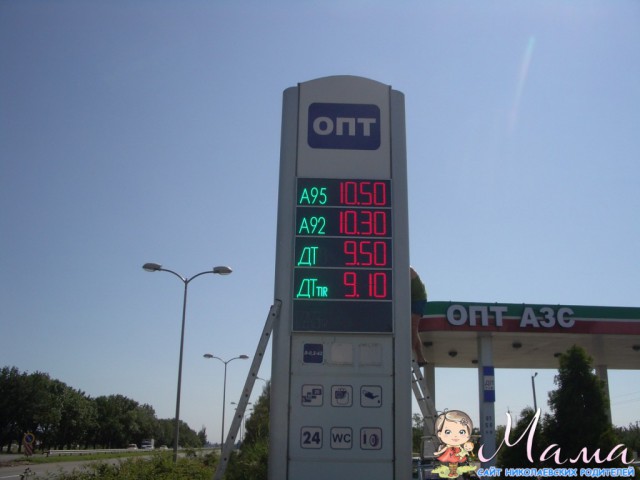 ОПТ
А95 10.50
А92 10.30
ДТ 9.50
ДТTIR 9.10
ОПТ АЗС
24 WC
Мама
САЙТ НИКОЛАЕВСКИХ РОДИТЕЛЕЙ